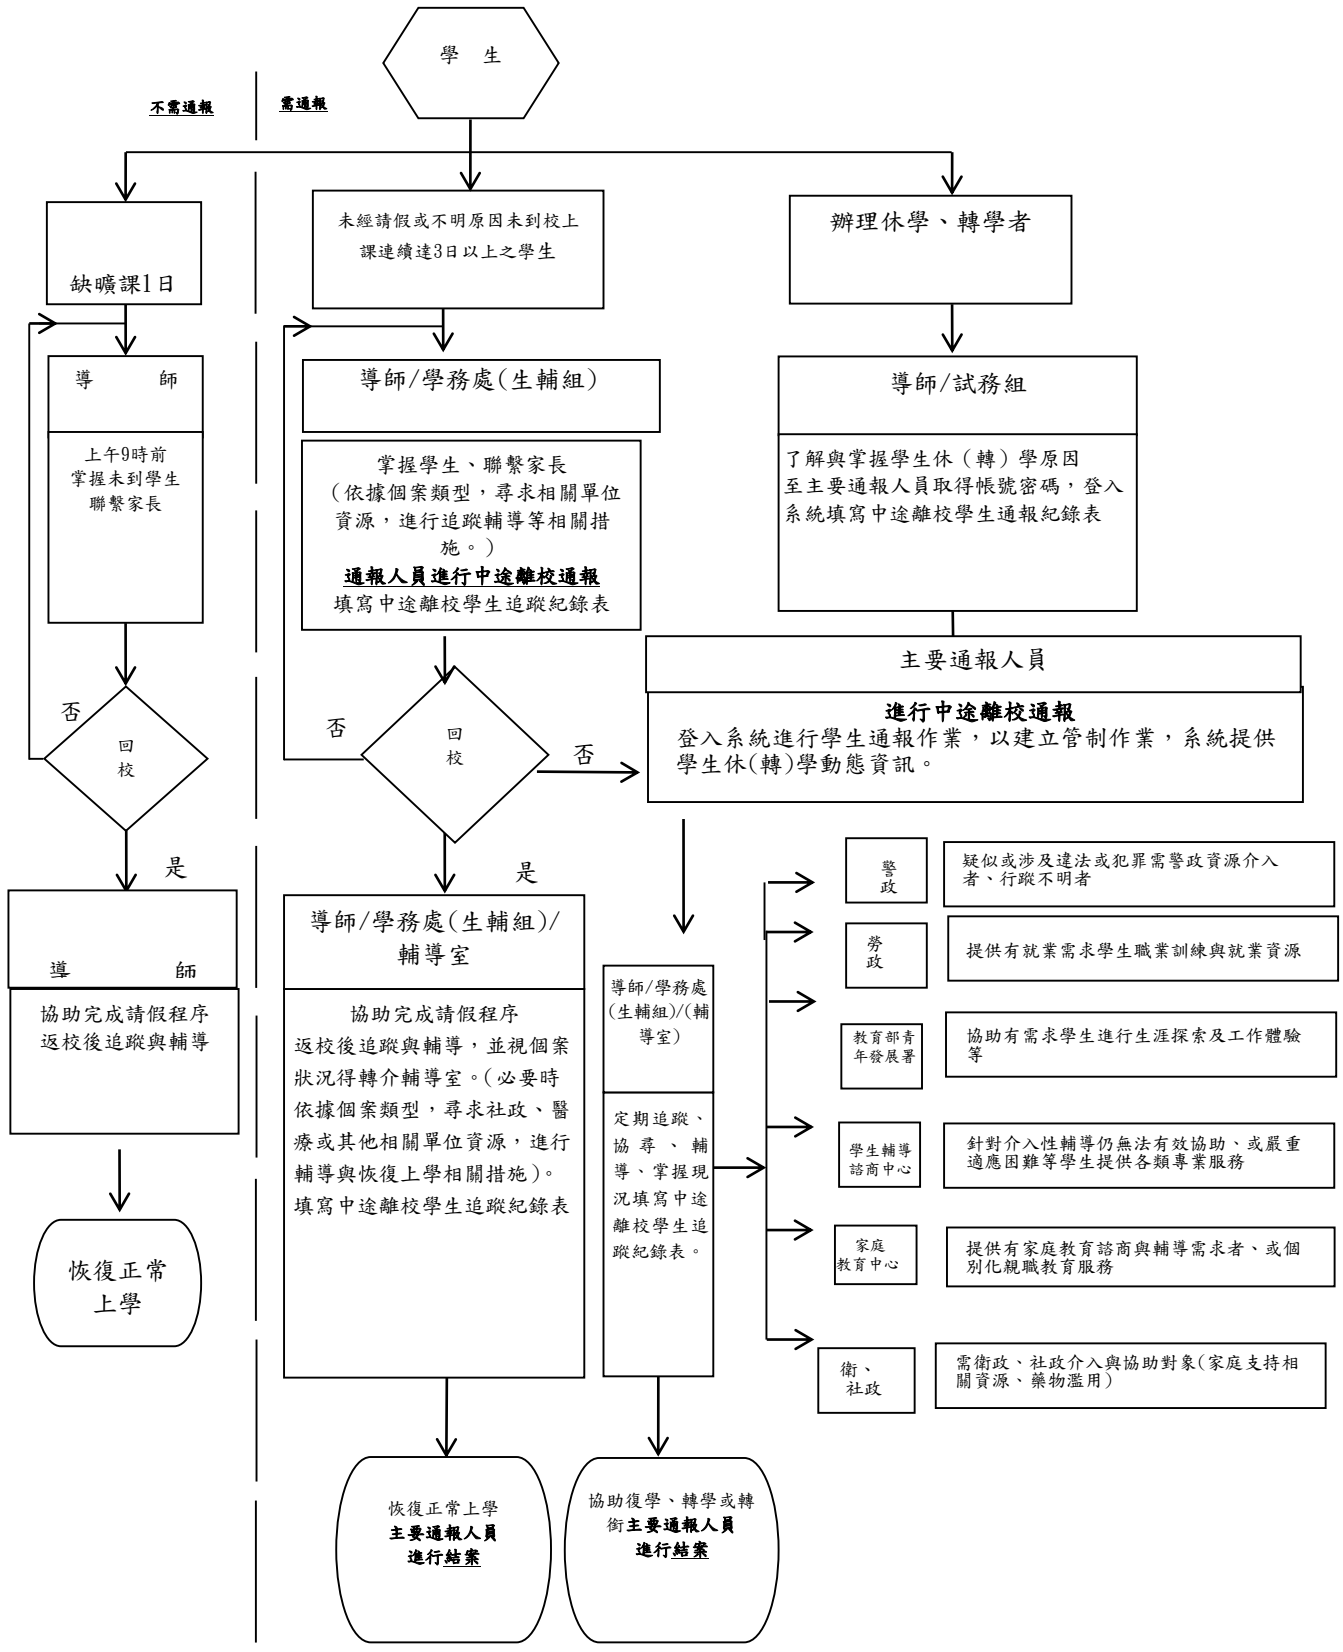 學 生
不需通報
需通報
缺曠課1日
未經請假或不明原因未到校上
課連續達3日以上之學生
辦理休學、轉學者
導 師
上午9時前
掌握未到學生
聯繫家長
導師/學務處(生輔組)
掌握學生、聯繫家長
（依據個案類型，尋求相關單位
資源，進行追蹤輔導等相關措
施。）
通報人員進行中途離校通報
填寫中途離校學生追蹤紀錄表
導師/試務組
了解與掌握學生休（轉）學原因
至主要通報人員取得帳號密碼，登入
系統填寫中途離校學生通報紀錄表
主要通報人員
進行中途離校通報
登入系統進行學生通報作業，以建立管制作業，系統提供
學生休(轉)學動態資訊。
否
回
校
是
否
回
校
否
是
導 師
協助完成請假程序
返校後追蹤與輔導
恢復正常
上學
導師/學務處(生輔組)/
輔導室
協助完成請假程序
返校後追蹤與輔導，並視個案
狀況得轉介輔導室。(必要時
依據個案類型，尋求社政、醫
療或其他相關單位資源，進行
輔導與恢復上學相關措施)。
填寫中途離校學生追蹤紀錄表
恢復正常上學
主要通報人員
進行結案
導師/學務處
(生輔組)/(輔
導室)
定期追蹤、
協尋、輔
導、掌握現
況填寫中途
離校學生追
蹤紀錄表。
協助復學、轉學或轉
銜主要通報人員
進行結案
警
政
疑似或涉及違法或犯罪需警政資源介入
者、行蹤不明者
勞
政
提供有就業需求學生職業訓練與就業資源
教育部青
年發展署
協助有需求學生進行生涯探索及工作體驗
等
學生輔導
諮商中心
針對介入性輔導仍無法有效協助、或嚴重
適應困難等學生提供各類專業服務
家庭
教育中心
提供有家庭教育諮商與輔導需求者、或個
別化親職教育服務
衛、
社政
需衛政、社政介入與協助對象(家庭支持相
關資源、藥物濫用)